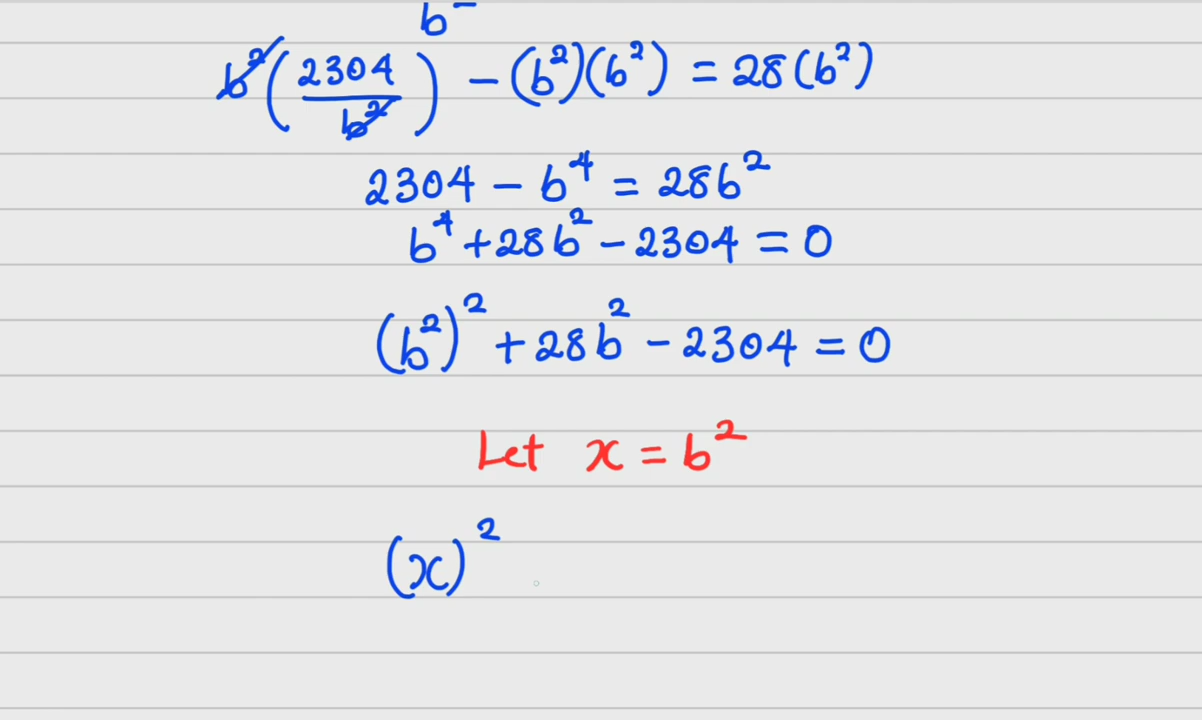 b²
b²(2304/b²) - (b²)(b²) = 28(b²)
2304 - b⁴ = 28b²
b⁴ + 28b² - 2304 = 0
(b²)² + 28b² - 2304 = 0
Let x = b²
(x)²